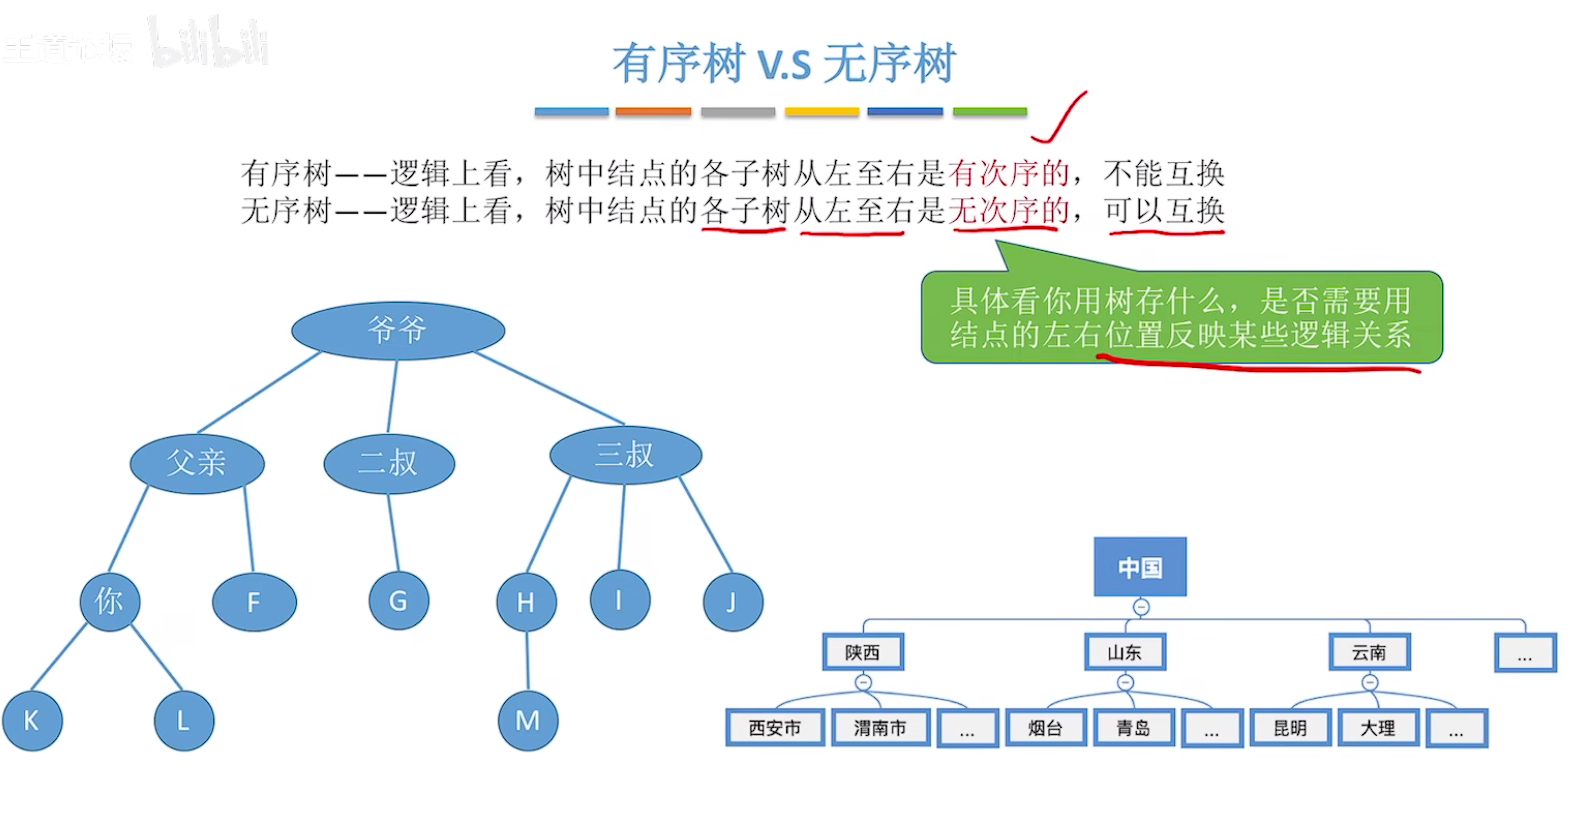 王道论坛 bilibili
有序树 V.S 无序树
有序树——逻辑上看，树中结点的各子树从左至右是有次序的，不能互换
无序树——逻辑上看，树中结点的各子树从左至右是无次序的，可以互换
具体看你用树存什么，是否需要用
结点的左右位置反映某些逻辑关系
爷爷
父亲 二叔 三叔
你 F G H I J
K L M
中国
陕西 山东 云南 ...
西安市 渭南市 ... 烟台 青岛 ... 昆明 大理 ...